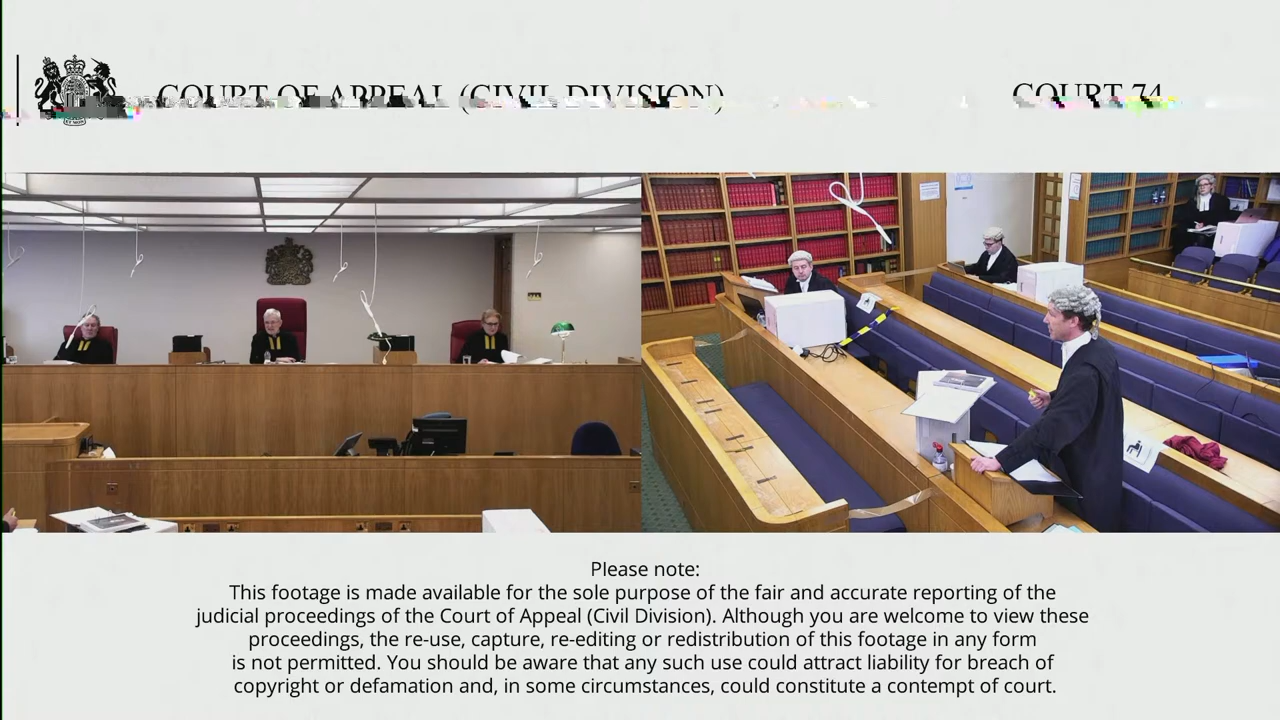 COURT OF APPEAL (CIVIL DIVISION)
COURT 74
Please note:
This footage is made available for the sole purpose of the fair and accurate reporting of the
judicial proceedings of the Court of Appeal (Civil Division). Although you are welcome to view these
proceedings, the re-use, capture, re-editing or redistribution of this footage in any form
is not permitted. You should be aware that any such use could attract liability for breach of
copyright or defamation and, in some circumstances, could constitute a contempt of court.